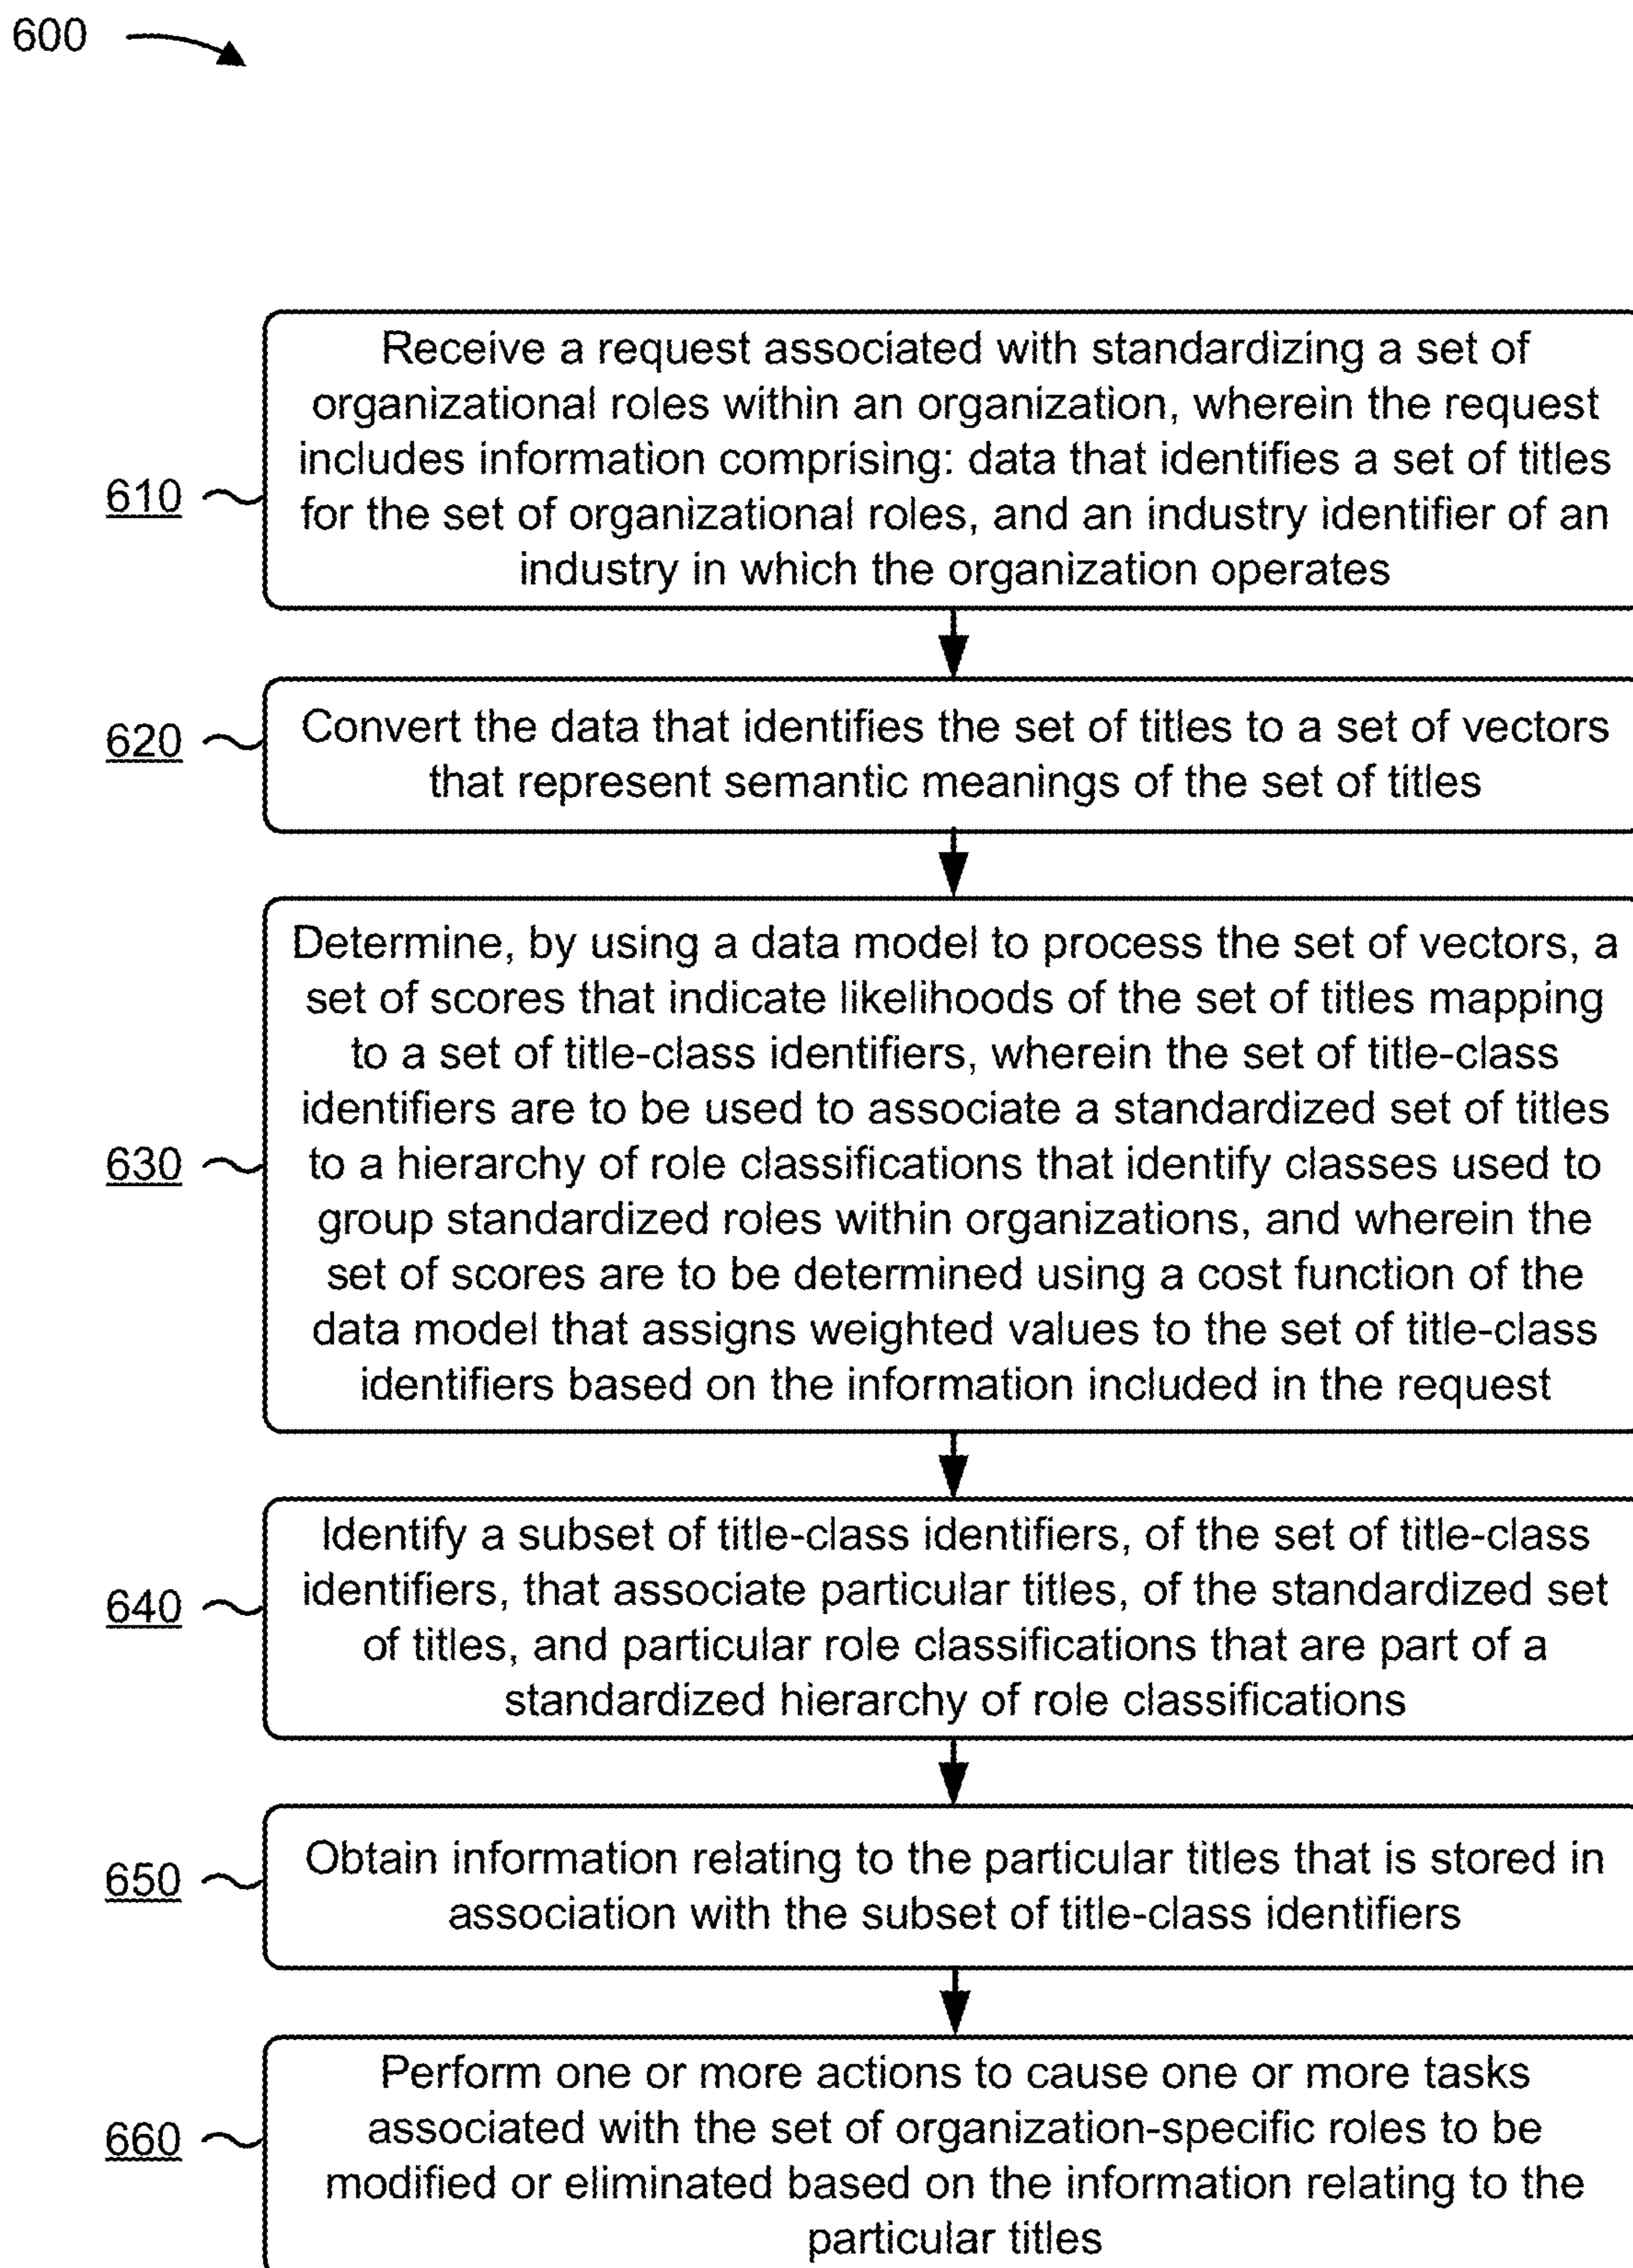 600
Receive a request associated with standardizing a set of
organizational roles within an organization, wherein the request
includes information comprising: data that identifies a set of titles
for the set of organizational roles, and an industry identifier of an
industry in which the organization operates
610
Convert the data that identifies the set of titles to a set of vectors
that represent semantic meanings of the set of titles
620
Determine, by using a data model to process the set of vectors, a
set of scores that indicate likelihoods of the set of titles mapping
to a set of title-class identifiers, wherein the set of title-class
identifiers are to be used to associate a standardized set of titles
to a hierarchy of role classifications that identify classes used to
group standardized roles within organizations, and wherein the
set of scores are to be determined using a cost function of the
data model that assigns weighted values to the set of title-class
identifiers based on the information included in the request
630
Identify a subset of title-class identifiers, of the set of title-class
identifiers, that associate particular titles, of the standardized set
of titles, and particular role classifications that are part of a
standardized hierarchy of role classifications
640
Obtain information relating to the particular titles that is stored in
association with the subset of title-class identifiers
650
Perform one or more actions to cause one or more tasks
associated with the set of organization-specific roles to be
modified or eliminated based on the information relating to the
particular titles
660